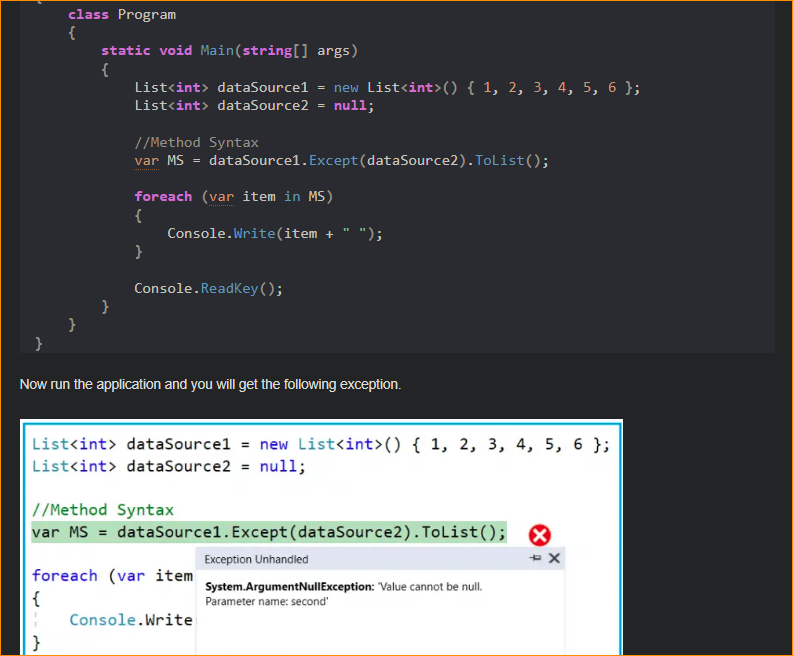 {
class Program
{
static void Main(string[] args)
{
List<int> dataSource1 = new List<int>() { 1, 2, 3, 4, 5, 6 };
List<int> dataSource2 = null;
//Method Syntax
var MS = dataSource1.Except(dataSource2).ToList();
foreach (var item in MS)
{
Console.Write(item + " ");
}
Console.ReadKey();
}
}
}
Now run the application and you will get the following exception.
List<int> dataSource1 = new List<int>() { 1, 2, 3, 4, 5, 6 };
List<int> dataSource2 = null;
//Method Syntax
var MS = dataSource1.Except(dataSource2).ToList();
Exception Unhandled
foreach (var item
System.ArgumentNullException: 'Value cannot be null.
{
Parameter name: second'
Console.Write
}